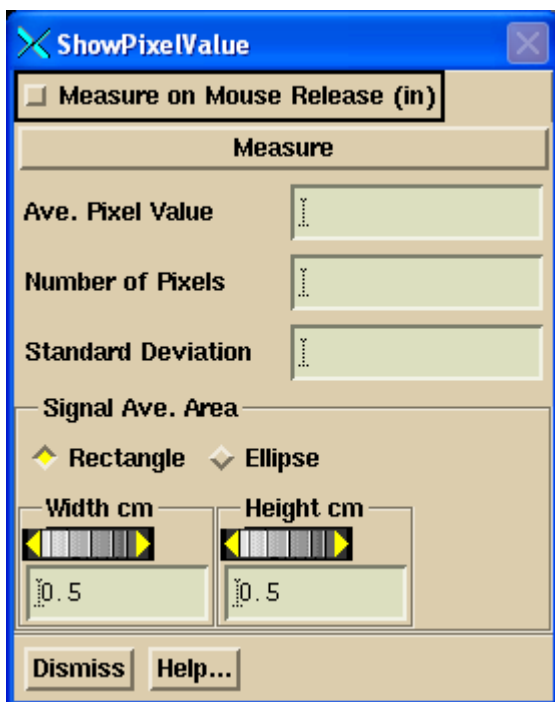 ShowPixelValue
Measure on Mouse Release (in)
Measure
Ave. Pixel Value
Number of Pixels
Standard Deviation
Signal Ave. Area
Rectangle Ellipse
Width cm Height cm
0.5 0.5
Dismiss Help...